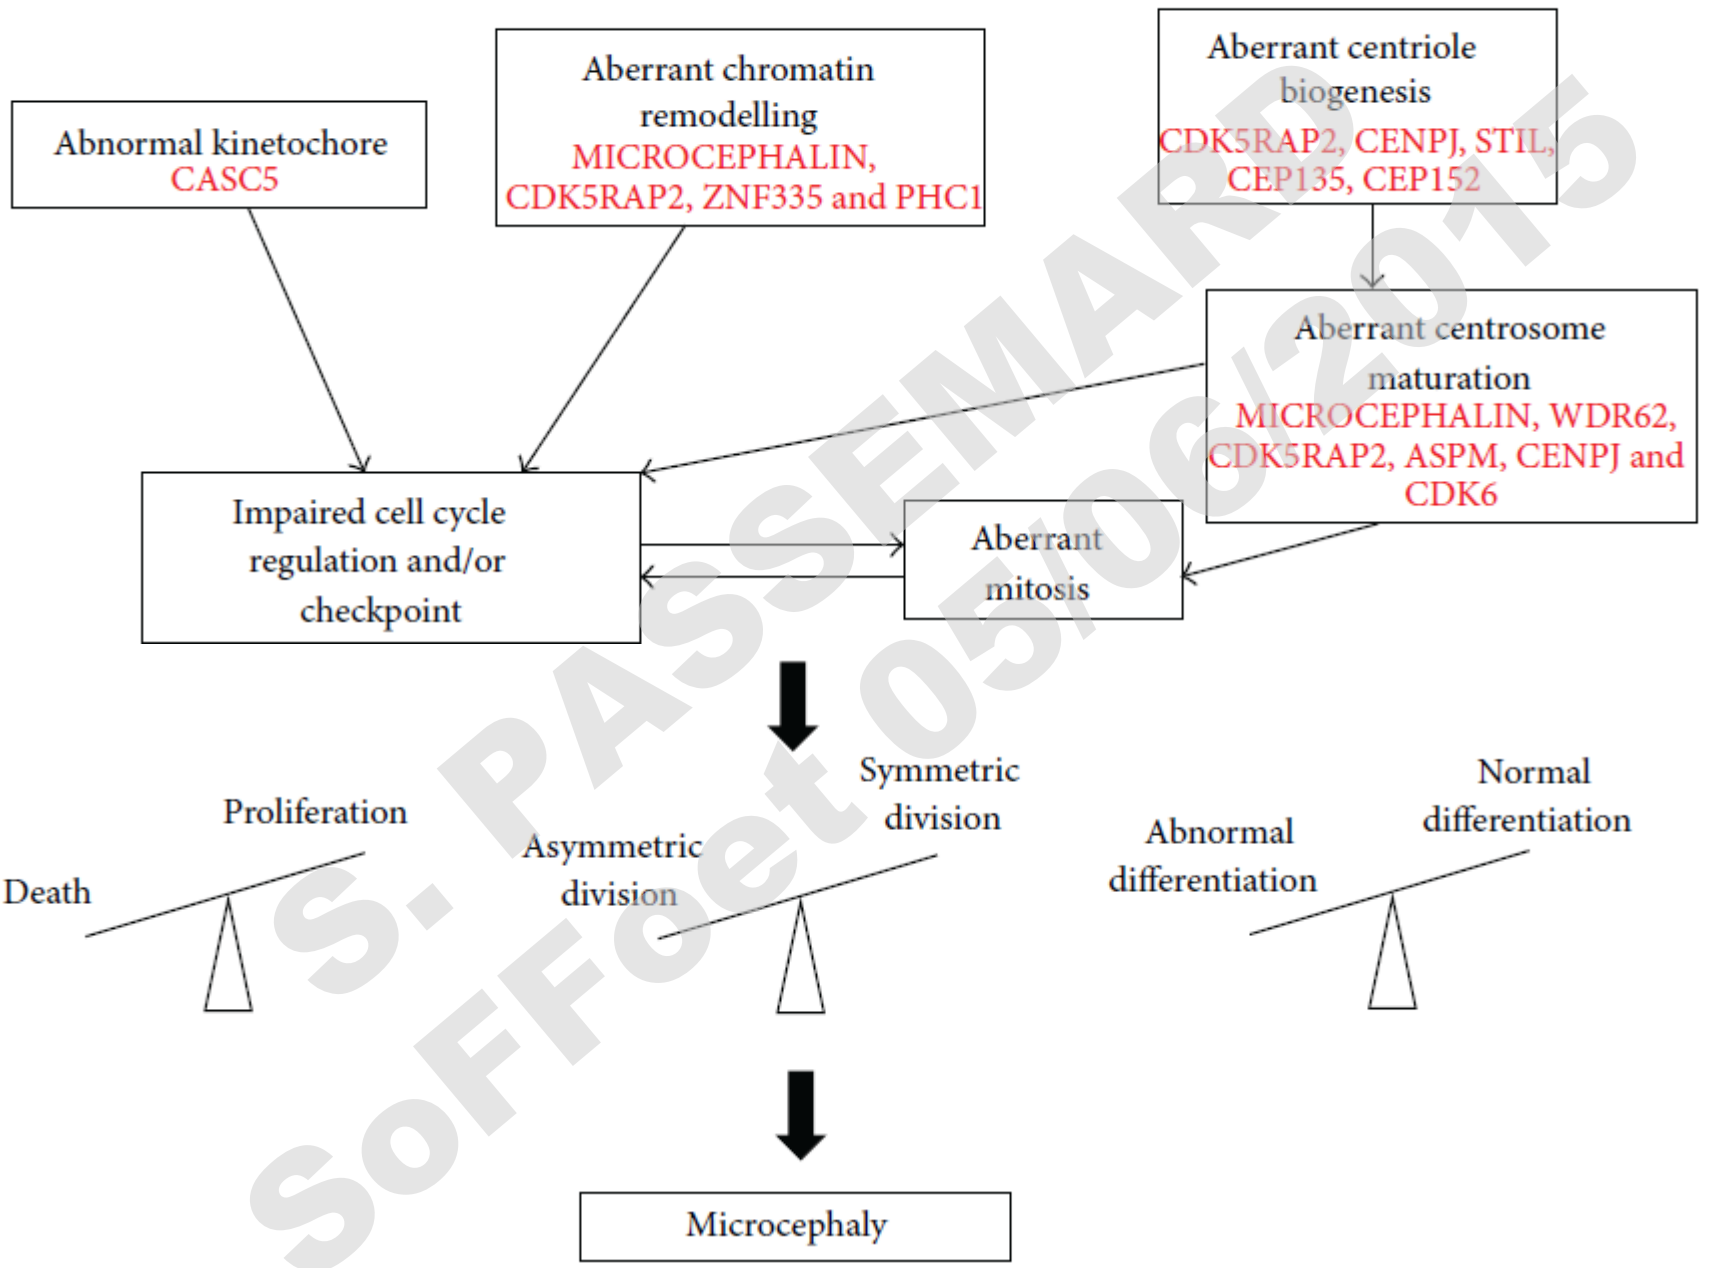 Abnormal kinetochore
CASC5
Aberrant chromatin
remodelling
MICROCEPHALIN,
CDK5RAP2, ZNF335 and PHC1
Aberrant centriole
biogenesis
CDK5RAP2, CENPJ, STIL,
CEP135, CEP152
Aberrant centrosome
maturation
MICROCEPHALIN, WDR62,
CDK5RAP2, ASPM, CENPJ and
CDK6
Impaired cell cycle
regulation and/or
checkpoint
Aberrant
mitosis
Death
Proliferation
Asymmetric
division
Symmetric
division
Abnormal
differentiation
Normal
differentiation
Microcephaly
S. PASSEMARD
SoFFoet 05/06/2015